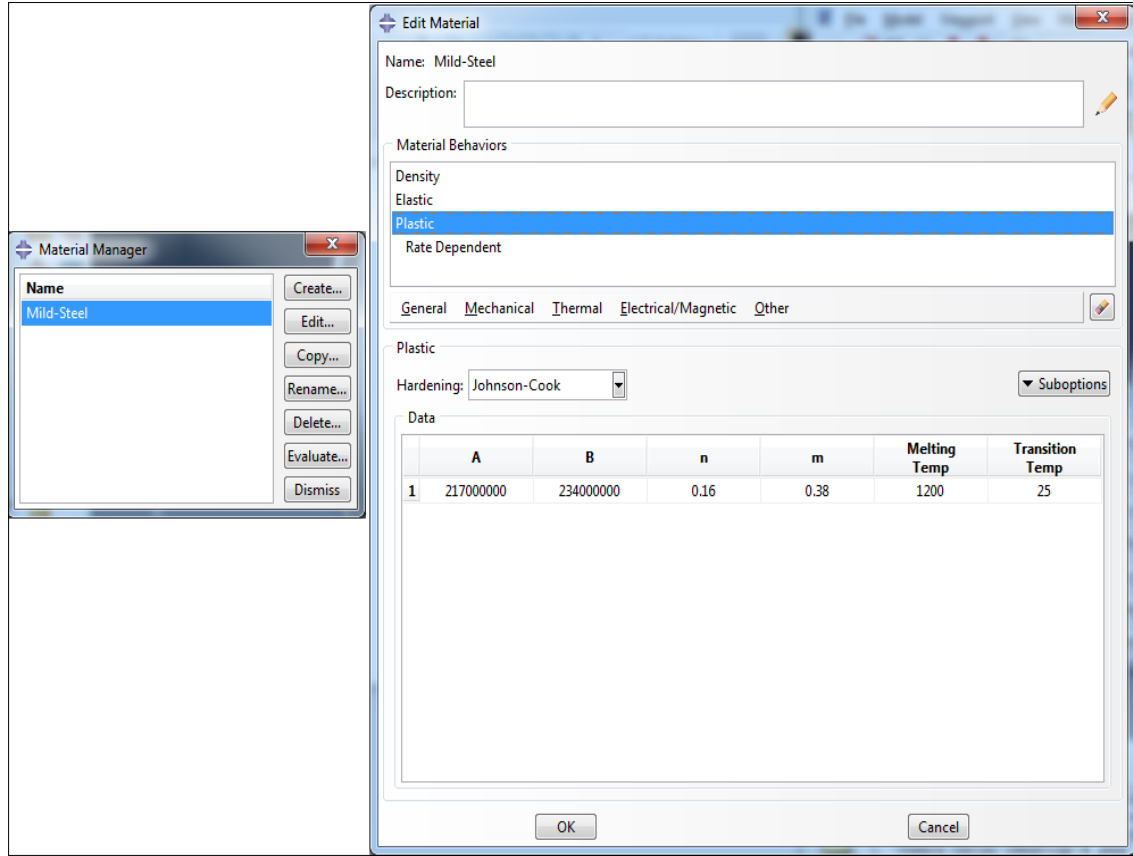 Material Manager
Name
Mild-Steel
Create...
Edit...
Copy...
Rename...
Delete...
Evaluate...
Dismiss
Edit Material
Name: Mild-Steel
Description:
Material Behaviors
Density
Elastic
Plastic
Rate Dependent
General Mechanical Thermal Electrical/Magnetic Other
Plastic
Hardening: Johnson-Cook
Suboptions
Data
A B n m Melting Temp Transition Temp
1 217000000 234000000 0.16 0.38 1200 25
OK Cancel